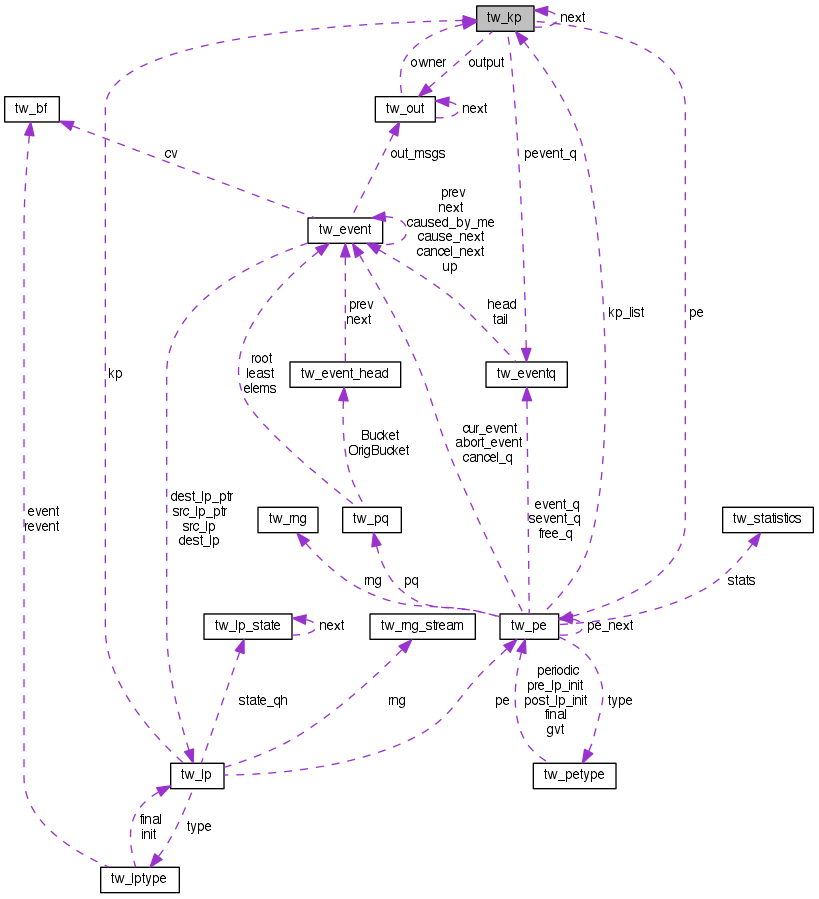 tw_kp
next
owner
output
tw_bf
tw_out
next
cv
out_msgs
pevent_q
prev
next
caused_by_me
cause_next
cancel_next
up
tw_event
head
tail
prev
next
kp_list
pe
root
least
elems
tw_event_head
tw_eventq
kp
cur_event
abort_event
cancel_q
Bucket
OrigBucket
dest_lp_ptr
src_lp_ptr
src_lp
dest_lp
event
revent
tw_rng
tw_pq
event_q
sevent_q
free_q
tw_statistics
rng
pq
stats
tw_lp_state
next
tw_rng_stream
tw_pe
pe_next
state_qh
rng
pe
periodic
pre_lp_init
post_lp_init
final
gvt
type
tw_lp
tw_petype
final
init
type
tw_lptype